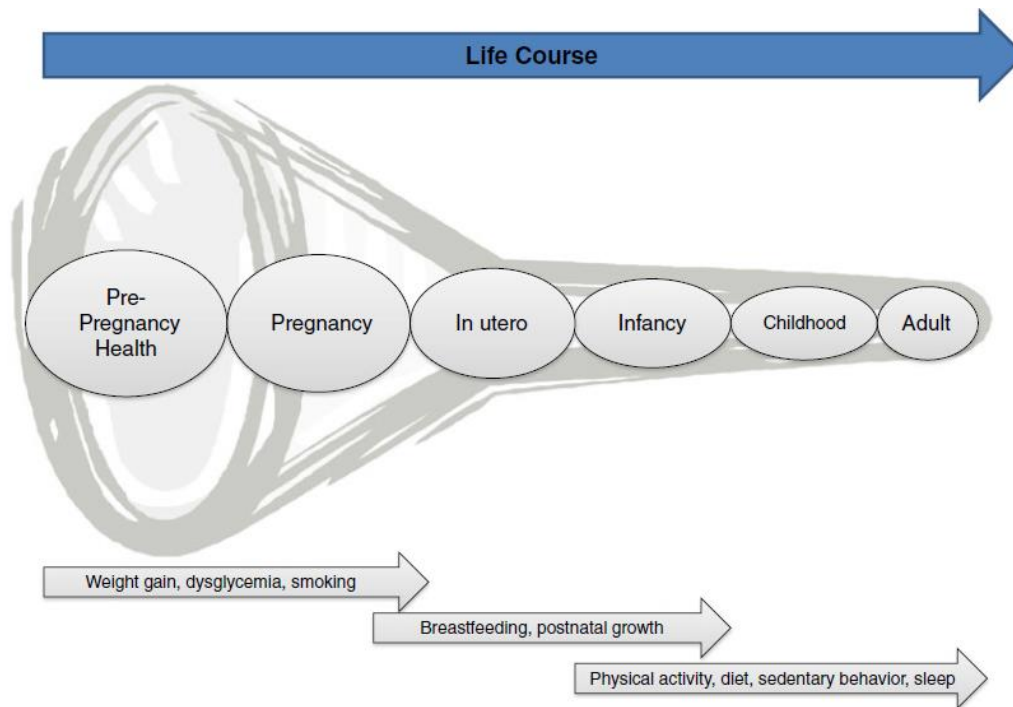 Life Course
Pre-
Pregnancy
Health
Pregnancy
In utero
Infancy
Childhood
Adult
Weight gain, dysglycemia, smoking
Breastfeeding, postnatal growth
Physical activity, diet, sedentary behavior, sleep